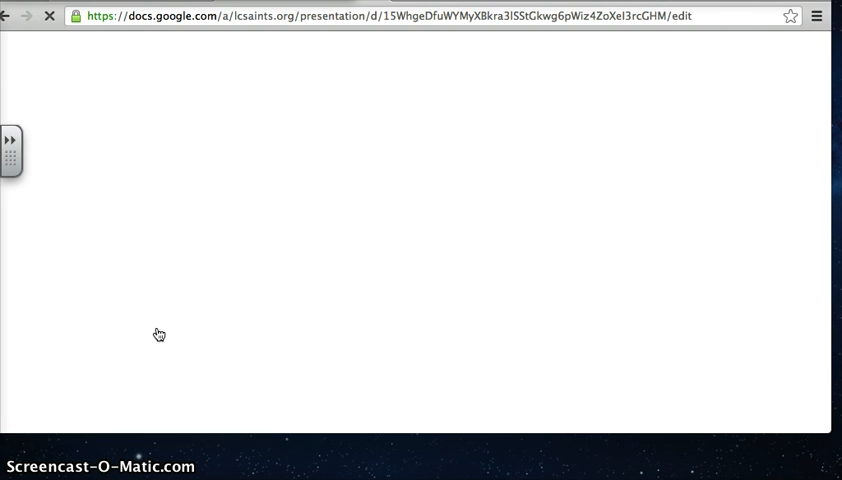 https://docs.google.com/a/lcsaints.org/presentation/d/15WhgeDfuWYMyXBkra3lSStGkwg6pWiz4ZoXeI3rcGHM/edit
Screencast-O-Matic.com